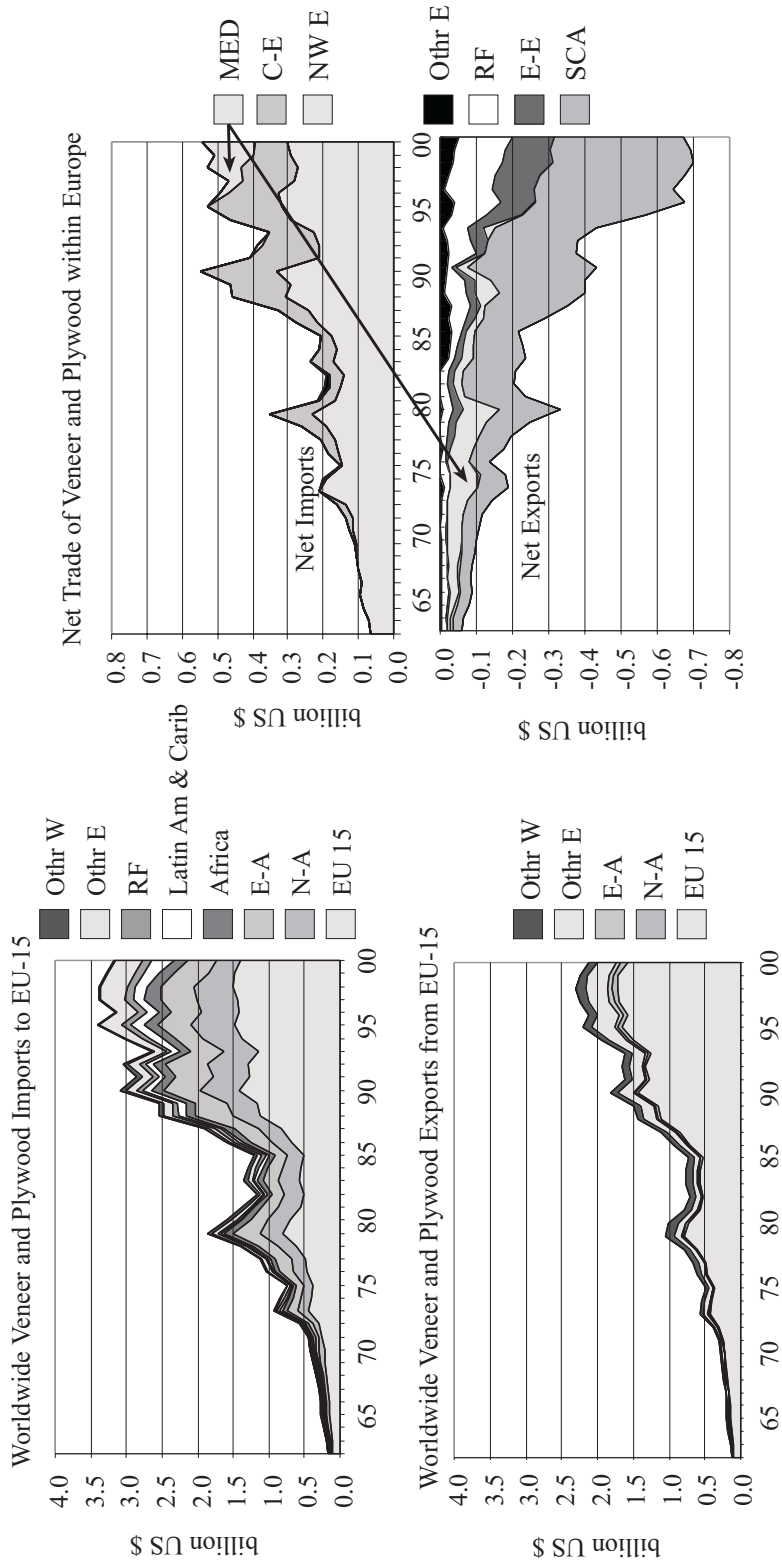 Worldwide Veneer and Plywood Imports to EU-15
billion US $
4.0
3.5
3.0
2.5
2.0
1.5
1.0
0.5
0.0
65 70 75 80 85 90 95 00
Othr W
Othr E
RF
Latin Am & Carib
Africa
E-A
N-A
EU 15
Net Trade of Veneer and Plywood within Europe
billion US $
0.8
0.7
0.6
0.5
0.4
0.3
0.2
0.1
0.0
Net Imports
65 70 75 80 85 90 95 00
MED
C-E
NW E
billion US $
0.0
-0.1
-0.2
-0.3
-0.4
-0.5
-0.6
-0.7
-0.8
Net Exports
Othr E
RF
E-E
SCA
Worldwide Veneer and Plywood Exports from EU-15
billion US $
4.0
3.5
3.0
2.5
2.0
1.5
1.0
0.5
0.0
65 70 75 80 85 90 95 00
Othr W
Othr E
E-A
N-A
EU 15